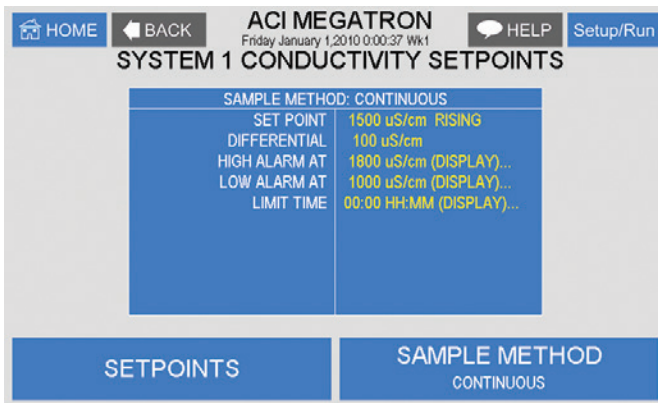 HOME
BACK
ACI MEGATRON
Friday January 1,2010 0:00:37 Wk1
HELP
Setup/Run
SYSTEM 1 CONDUCTIVITY SETPOINTS
SAMPLE METHOD: CONTINUOUS
SET POINT 1500 uS/cm RISING
DIFFERENTIAL 100 uS/cm
HIGH ALARM AT 1800 uS/cm (DISPLAY)...
LOW ALARM AT 1000 uS/cm (DISPLAY)...
LIMIT TIME 00:00 HH:MM (DISPLAY)...
SETPOINTS
SAMPLE METHOD
CONTINUOUS